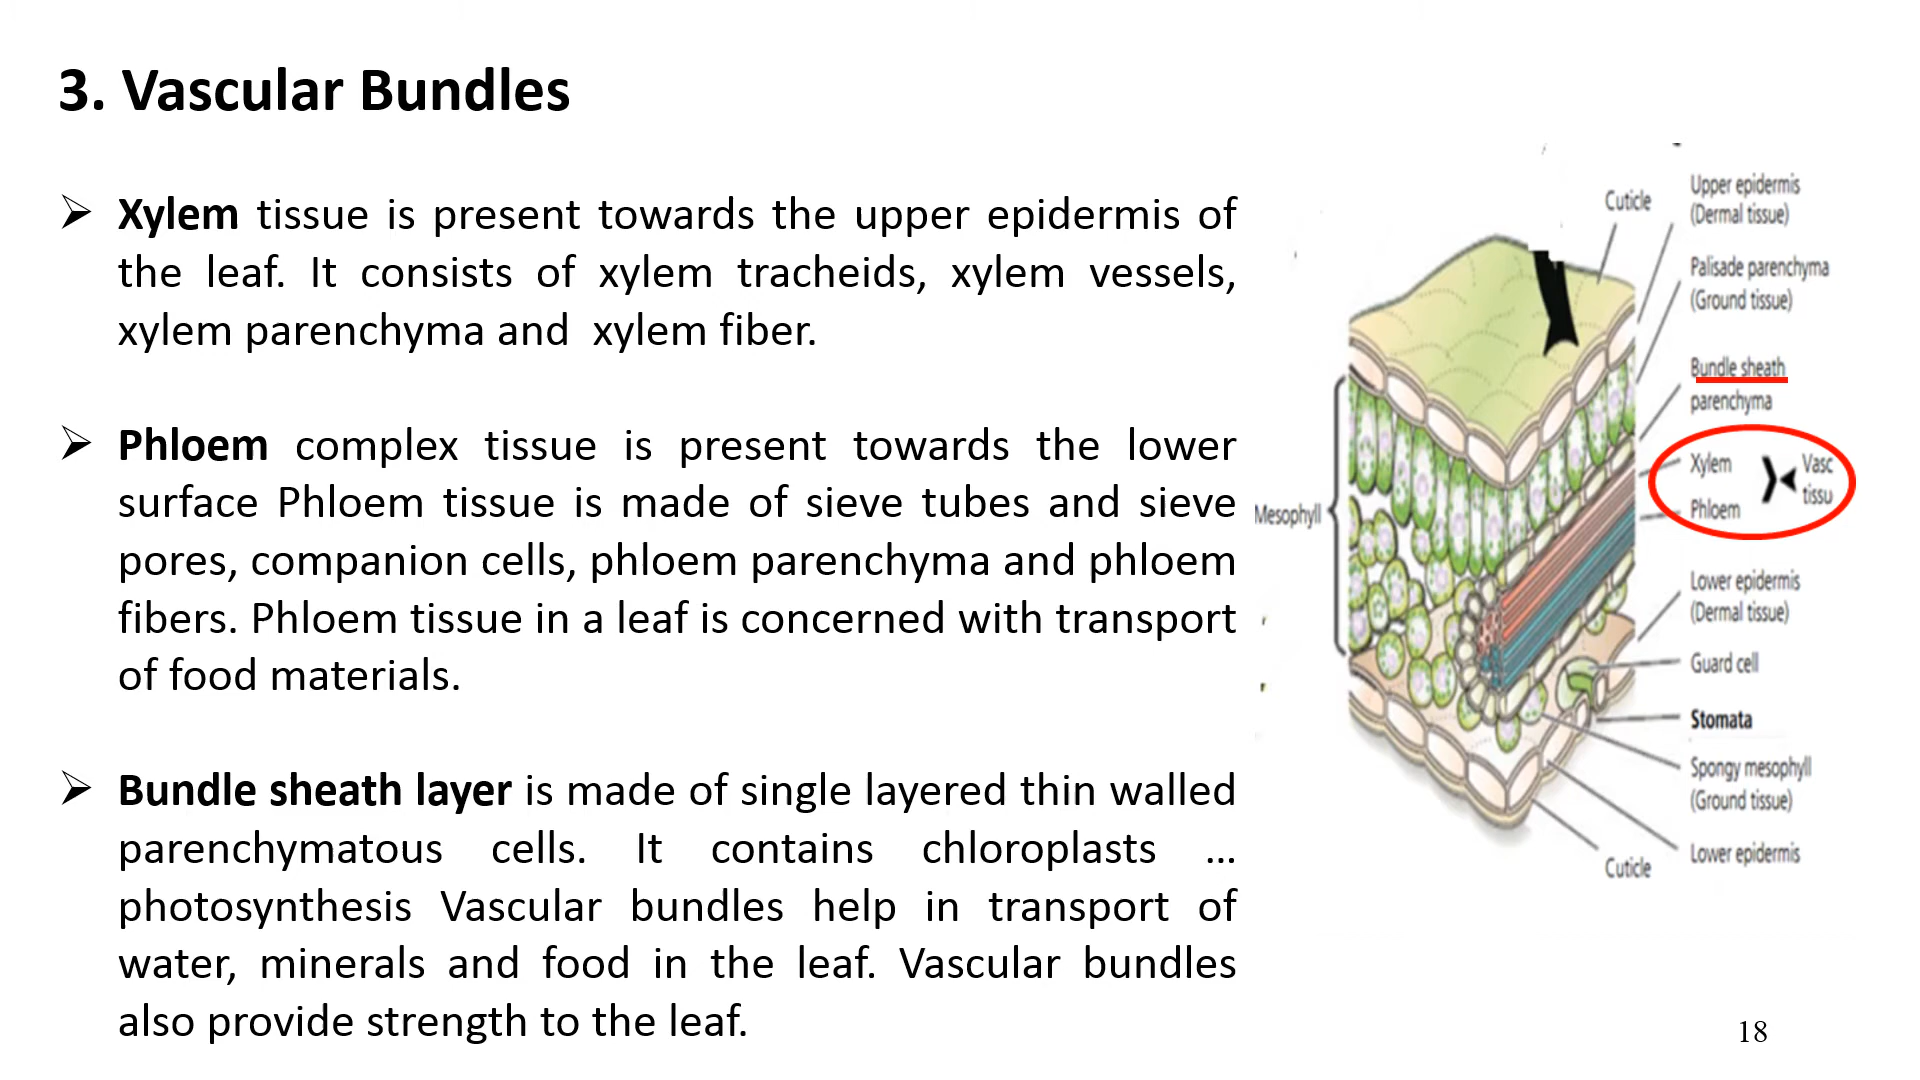 3. Vascular Bundles
➢ Xylem tissue is present towards the upper epidermis of
the leaf. It consists of xylem tracheids, xylem vessels,
xylem parenchyma and xylem fiber.
➢ Phloem complex tissue is present towards the lower
surface Phloem tissue is made of sieve tubes and sieve
pores, companion cells, phloem parenchyma and phloem
fibers. Phloem tissue in a leaf is concerned with transport
of food materials.
➢ Bundle sheath layer is made of single layered thin walled
parenchymatous cells. It contains chloroplasts …
photosynthesis Vascular bundles help in transport of
water, minerals and food in the leaf. Vascular bundles
also provide strength to the leaf.
Cuticle
Upper epidermis
(Dermal tissue)
Palisade parenchyma
(Ground tissue)
Bundle sheath
parenchyma
Xylem
Phloem
Vasc
tissu
Mesophyll
Lower epidermis
(Dermal tissue)
Guard cell
Stomata
Spongy mesophyll
(Ground tissue)
Lower epidermis
Cuticle
18